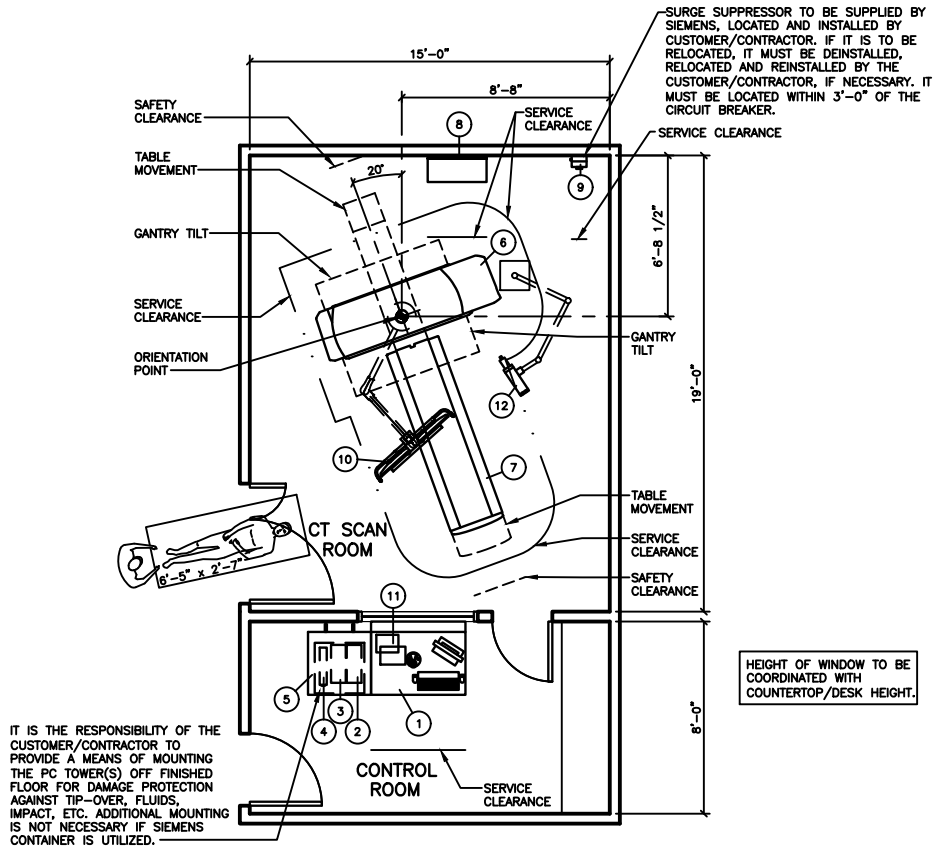 SURGE SUPPRESSOR TO BE SUPPLIED BY
SIEMENS, LOCATED AND INSTALLED BY
CUSTOMER/CONTRACTOR. IF IT IS TO BE
RELOCATED, IT MUST BE DEINSTALLED,
RELOCATED AND REINSTALLED BY THE
CUSTOMER/CONTRACTOR, IF NECESSARY. IT
MUST BE LOCATED WITHIN 3'-0" OF THE
CIRCUIT BREAKER.
15'-0"
8'-8"
SAFETY
CLEARANCE
SERVICE
CLEARANCE
8
SERVICE CLEARANCE
TABLE
MOVEMENT
20°
9
GANTRY TILT
6
6'-8 1/2"
SERVICE
CLEARANCE
GANTRY
TILT
ORIENTATION
POINT
19'-0"
12
10
7
TABLE
MOVEMENT
CT SCAN
ROOM
SERVICE
CLEARANCE
6'-5" x 2'-7"
SAFETY
CLEARANCE
11
HEIGHT OF WINDOW TO BE
COORDINATED WITH
COUNTERTOP/DESK HEIGHT.
5
4
3
2
1
8'-0"
IT IS THE RESPONSIBILITY OF THE
CUSTOMER/CONTRACTOR TO
PROVIDE A MEANS OF MOUNTING
THE PC TOWER(S) OFF FINISHED
FLOOR FOR DAMAGE PROTECTION
AGAINST TIP-OVER, FLUIDS,
IMPACT, ETC. ADDITIONAL MOUNTING
IS NOT NECESSARY IF SIEMENS
CONTAINER IS UTILIZED.
CONTROL
ROOM
SERVICE
CLEARANCE